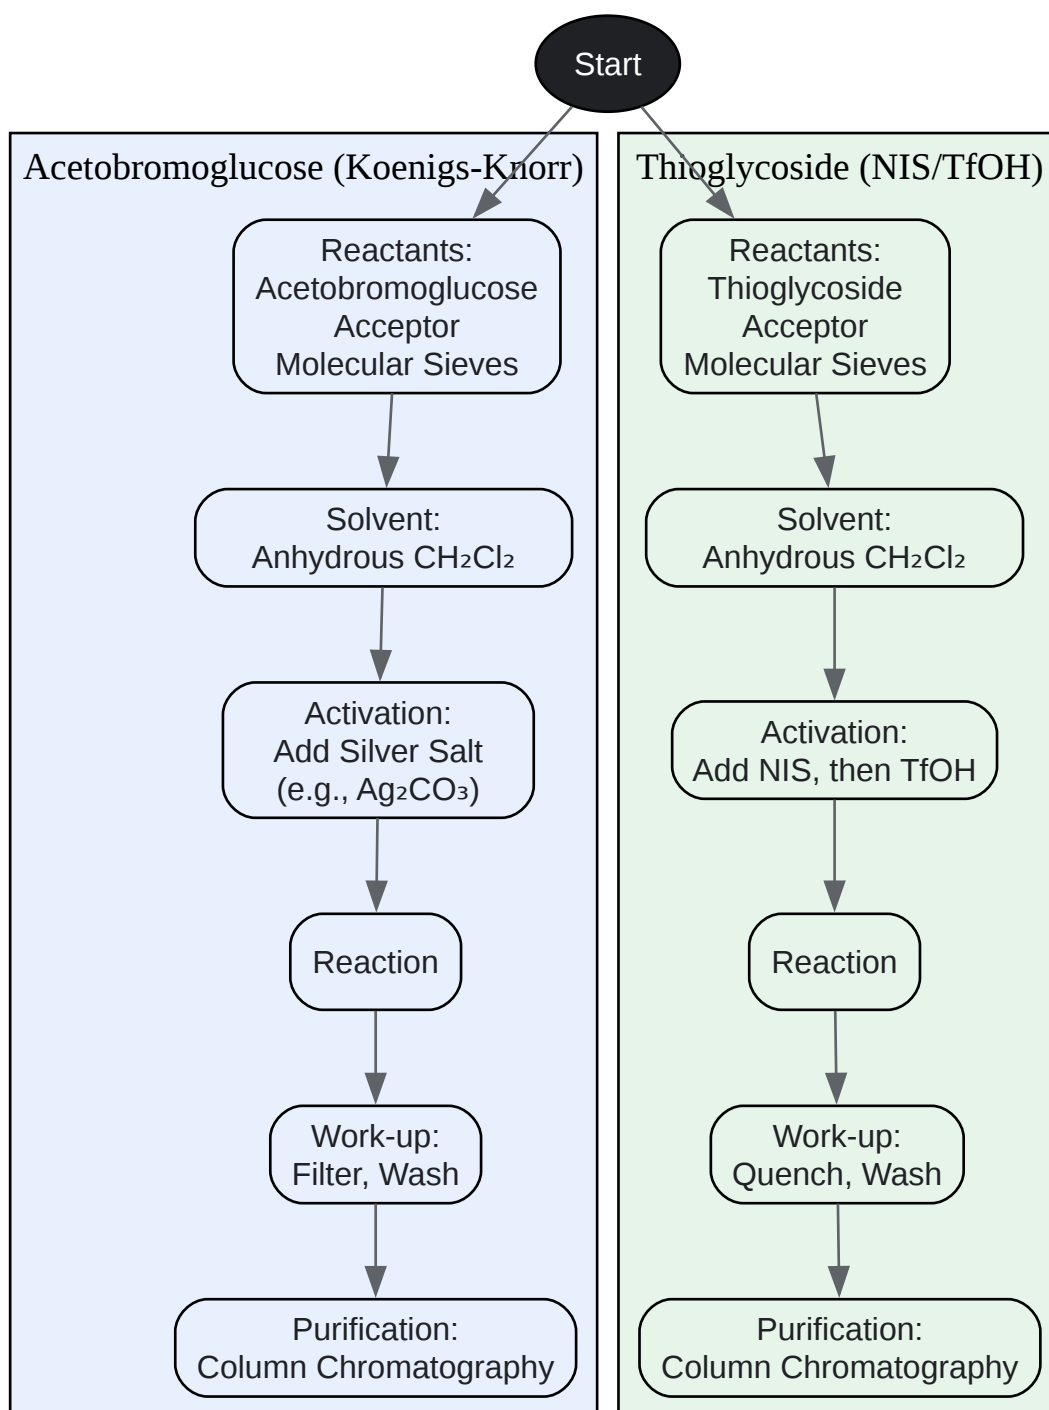 Start
Acetobromoglucose (Koenigs-Knorr)
Reactants:
Acetobromoglucose
Acceptor
Molecular Sieves
Solvent:
Anhydrous CH₂Cl₂
Activation:
Add Silver Salt
(e.g., Ag₂CO₃)
Reaction
Work-up:
Filter, Wash
Purification:
Column Chromatography
Thioglycoside (NIS/TfOH)
Reactants:
Thioglycoside
Acceptor
Molecular Sieves
Solvent:
Anhydrous CH₂Cl₂
Activation:
Add NIS, then TfOH
Reaction
Work-up:
Quench, Wash
Purification:
Column Chromatography